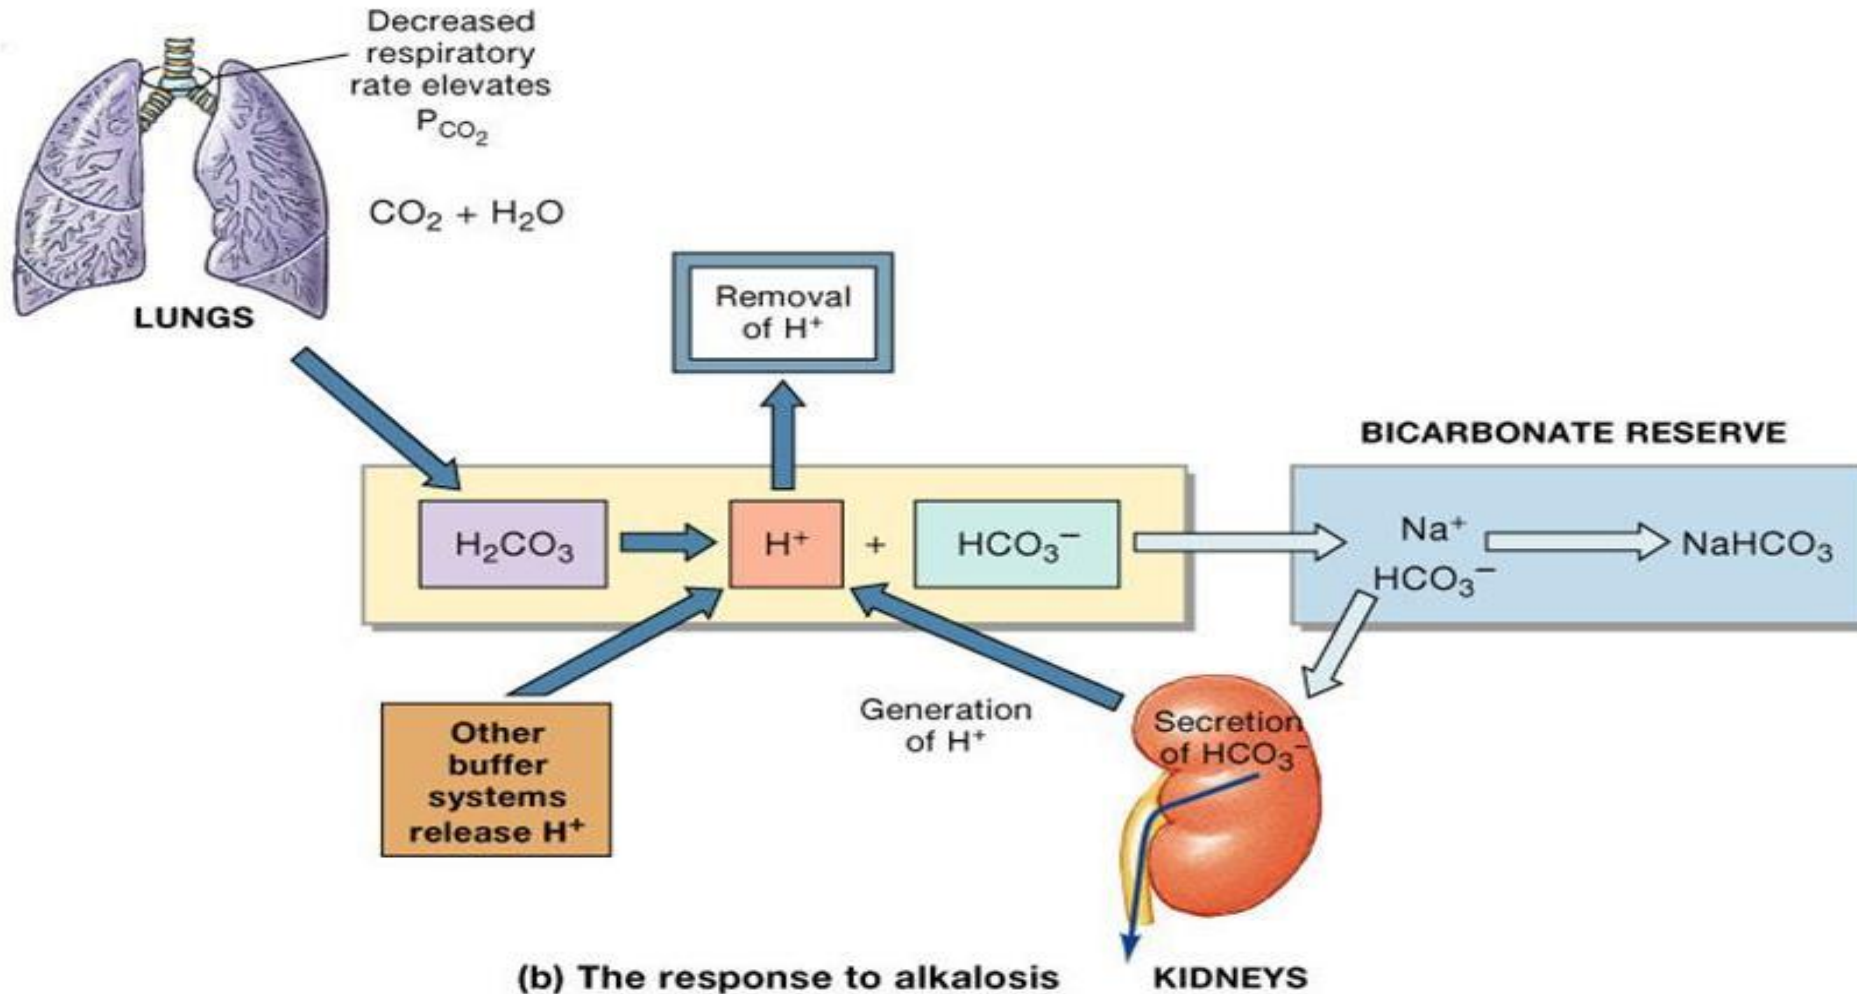 Decreased
respiratory
rate elevates
P_CO₂
CO₂ + H₂O
LUNGS
Removal
of H⁺
BICARBONATE RESERVE
H₂CO₃
H⁺
+
HCO₃⁻
Na⁺
HCO₃⁻
NaHCO₃
Other
buffer
systems
release H⁺
Generation
of H⁺
Secretion
of HCO₃⁻
(b) The response to alkalosis
KIDNEYS